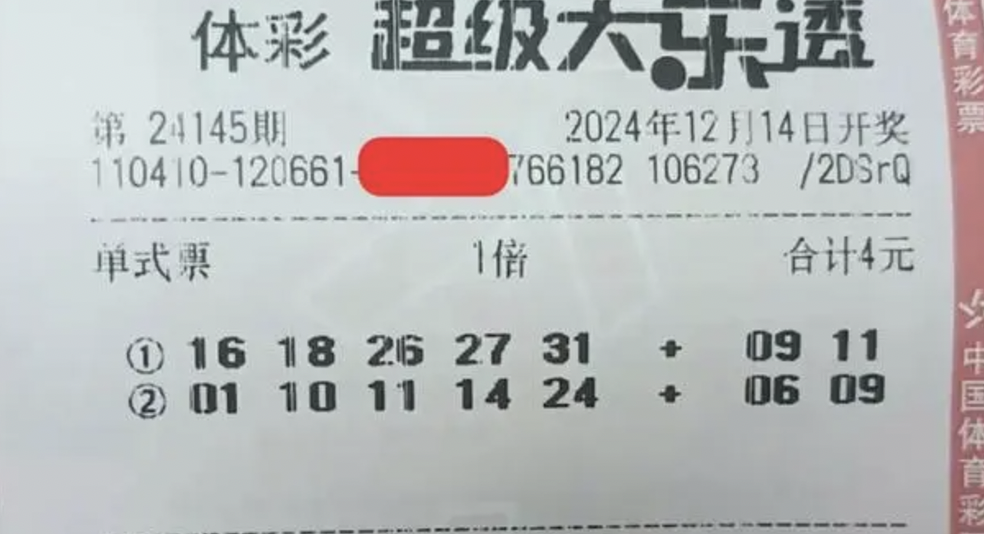 体彩 超级大乐透
第 24145期 2024年12月14日开奖
110410-120661- 766182 106273 /2DSrQ
单式票 1倍 合计4元
① 16 18 26 27 31 + 09 11
② 01 10 11 14 24 + 06 09
体育彩票
中国体育彩